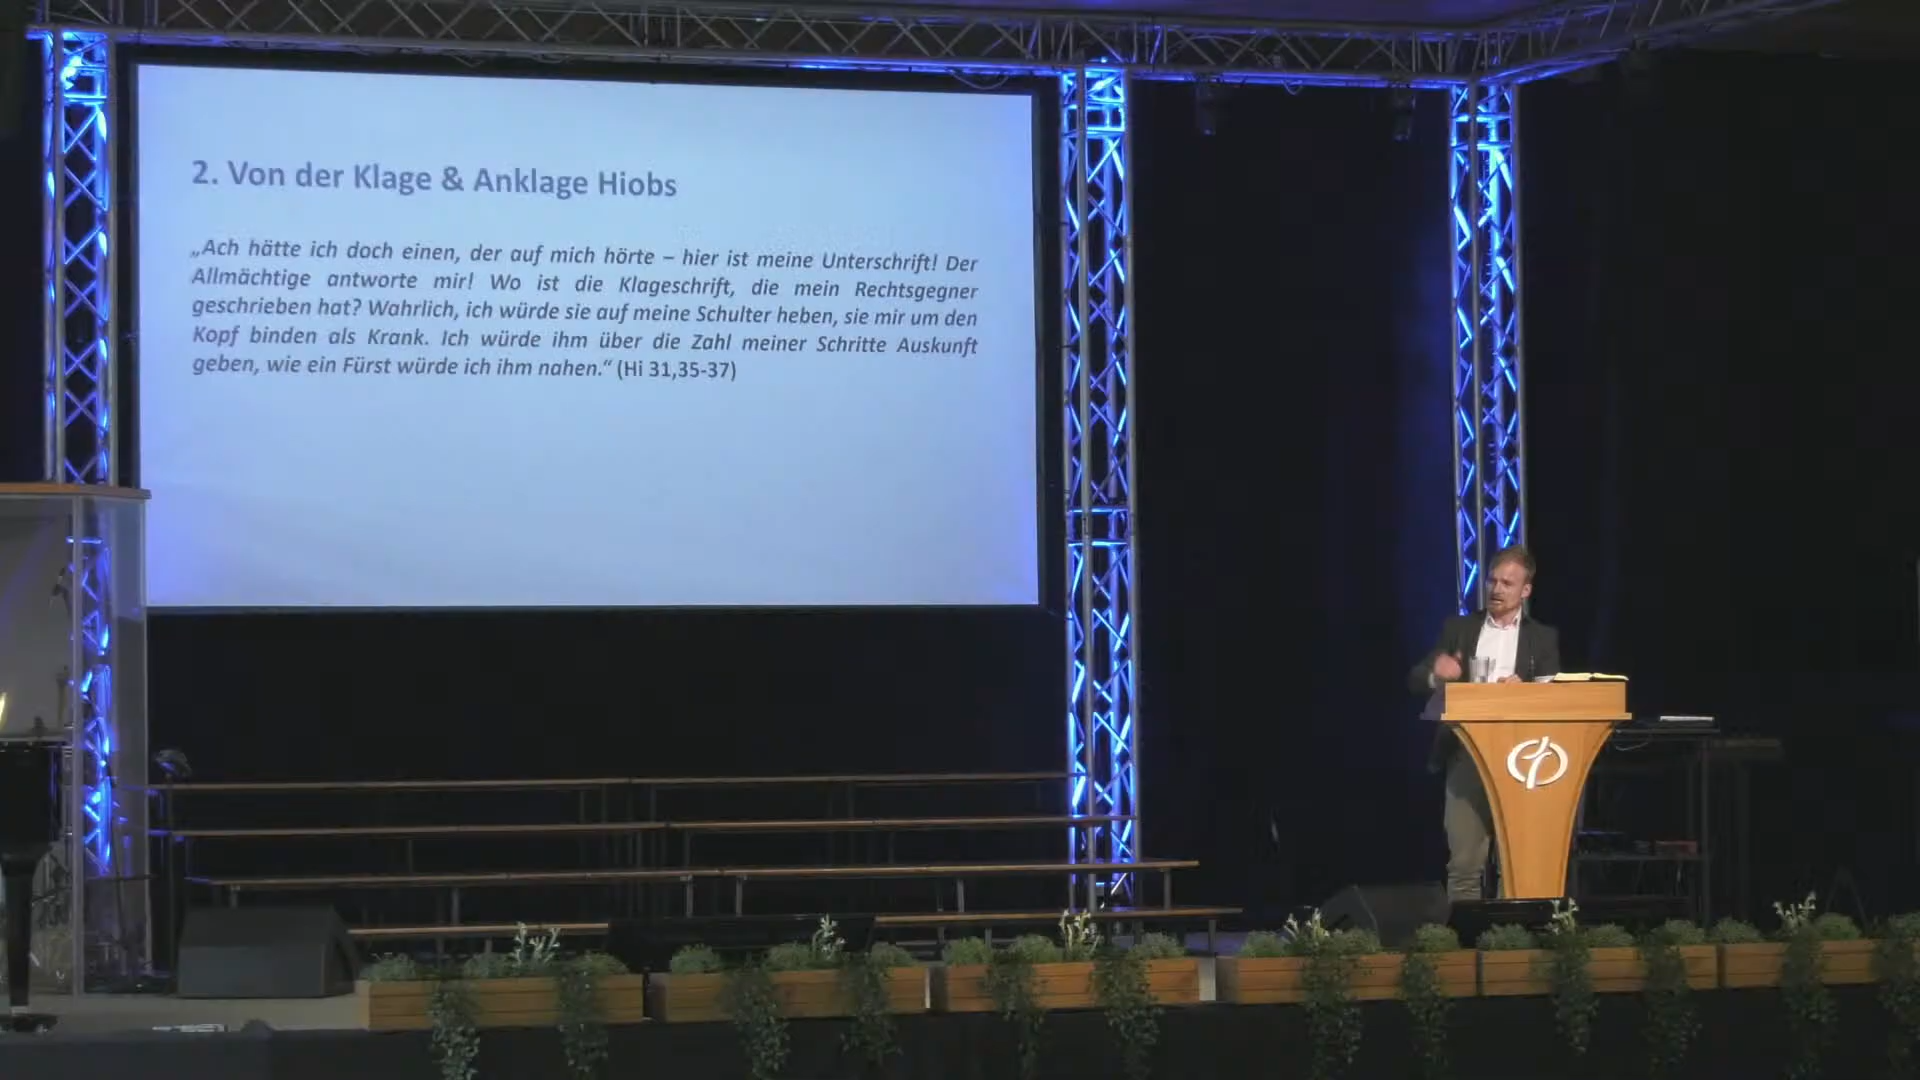 2. Von der Klage & Anklage Hiobs
„Ach hätte ich doch einen, der auf mich hörte – hier ist meine Unterschrift! Der
Allmächtige antworte mir! Wo ist die Klageschrift, die mein Rechtsgegner
geschrieben hat? Wahrlich, ich würde sie auf meine Schulter heben, sie mir um den
Kopf binden als Krank. Ich würde ihm über die Zahl meiner Schritte Auskunft
geben, wie ein Fürst würde ich ihm nahen.“ (Hi 31,35-37)